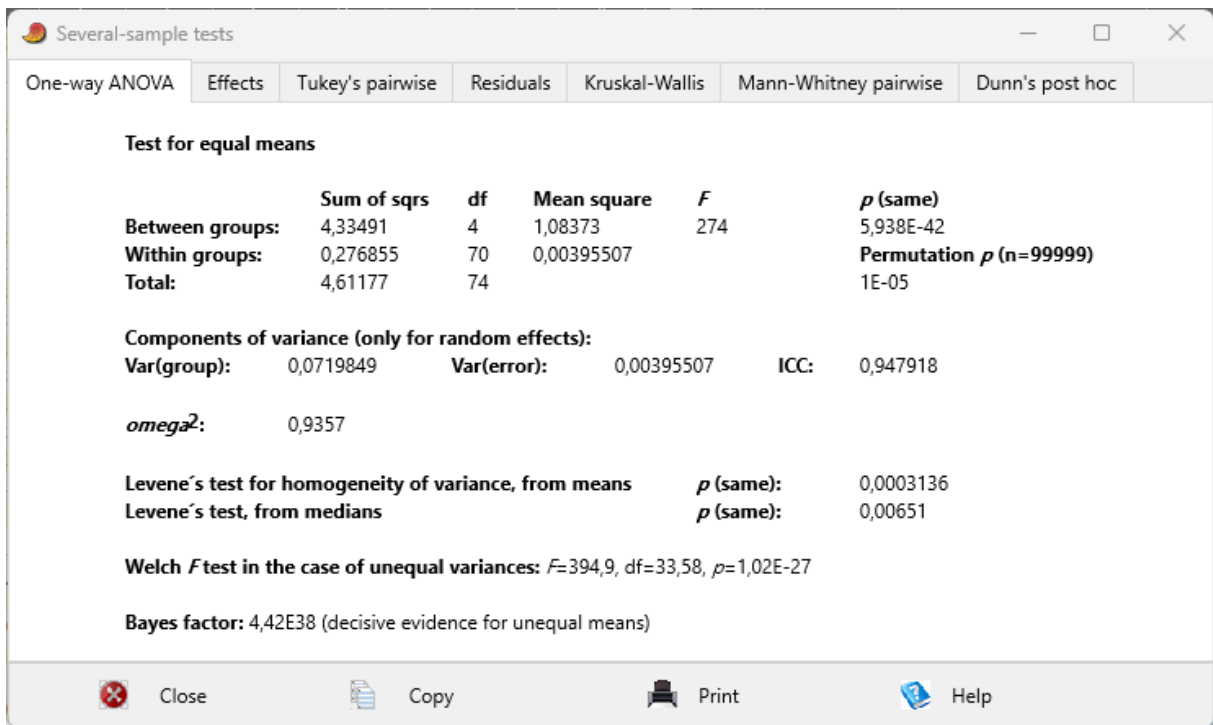 Several-sample tests
One-way ANOVA Effects Tukey's pairwise Residuals Kruskal-Wallis Mann-Whitney pairwise Dunn's post hoc
Test for equal means
Sum of sqrs df Mean square F p (same)
Between groups: 4,33491 4 1,08373 274 5,938E-42
Within groups: 0,276855 70 0,00395507 Permutation p (n=99999)
Total: 4,61177 74 1E-05
Components of variance (only for random effects):
Var(group): 0,0719849 Var(error): 0,00395507 ICC: 0,947918
omega2: 0,9357
Levene´s test for homogeneity of variance, from means p (same): 0,0003136
Levene´s test, from medians p (same): 0,00651
Welch F test in the case of unequal variances: F=394,9, df=33,58, p=1,02E-27
Bayes factor: 4,42E38 (decisive evidence for unequal means)
Close Copy Print Help